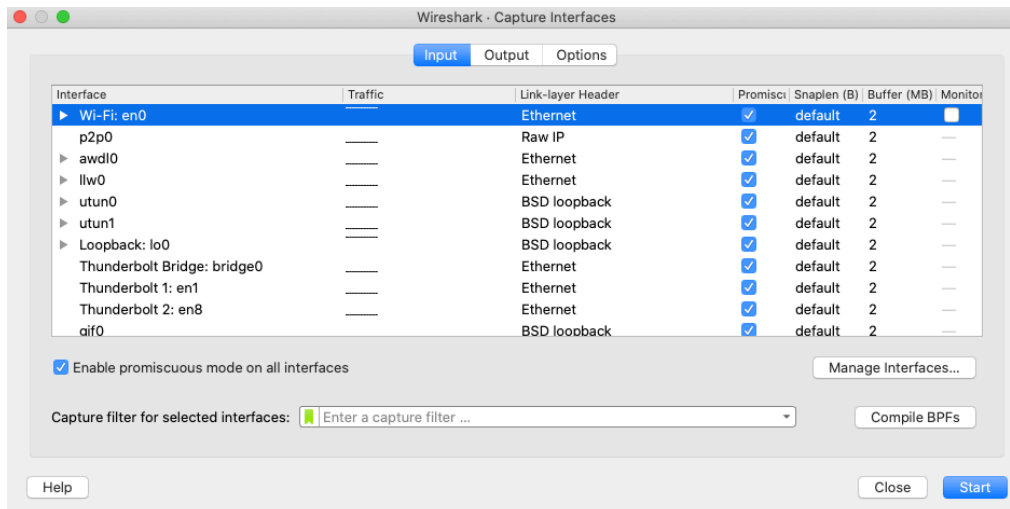 Wireshark · Capture Interfaces
Input Output Options
Interface Traffic Link-layer Header Promiscu Snaplen (B) Buffer (MB) Monitor
Wi-Fi: en0 Ethernet default 2
p2p0 Raw IP default 2
awdl0 Ethernet default 2
llw0 Ethernet default 2
utun0 BSD loopback default 2
utun1 BSD loopback default 2
Loopback: lo0 BSD loopback default 2
Thunderbolt Bridge: bridge0 Ethernet default 2
Thunderbolt 1: en1 Ethernet default 2
Thunderbolt 2: en8 Ethernet default 2
gif0 BSD loopback default 2
Enable promiscuous mode on all interfaces Manage Interfaces...
Capture filter for selected interfaces: Enter a capture filter ... Compile BPFs
Help Close Start